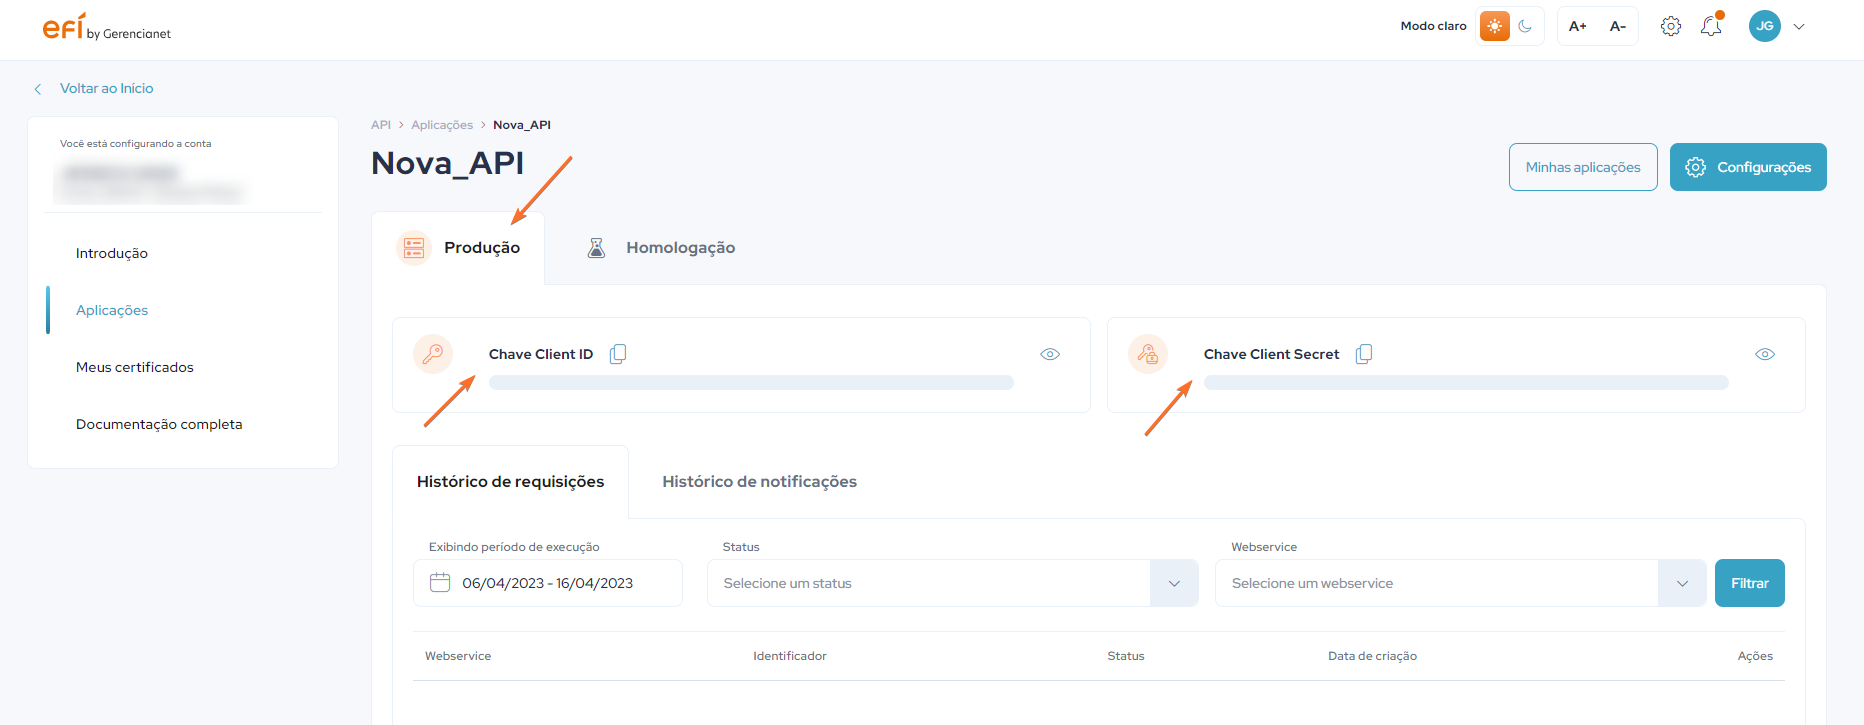 efí by Gerencianet
Modo claro
A+ A-
JG
Voltar ao Início
Você está configurando a conta
Introdução
Aplicações
Meus certificados
Documentação completa
API > Aplicações > Nova_API
Nova_API
Minhas aplicações
Configurações
Produção
Homologação
Chave Client ID
Chave Client Secret
Histórico de requisições
Histórico de notificações
Exibindo período de execução
06/04/2023 - 16/04/2023
Status
Selecione um status
Webservice
Selecione um webservice
Filtrar
Webservice Identificador Status Data de criação Ações